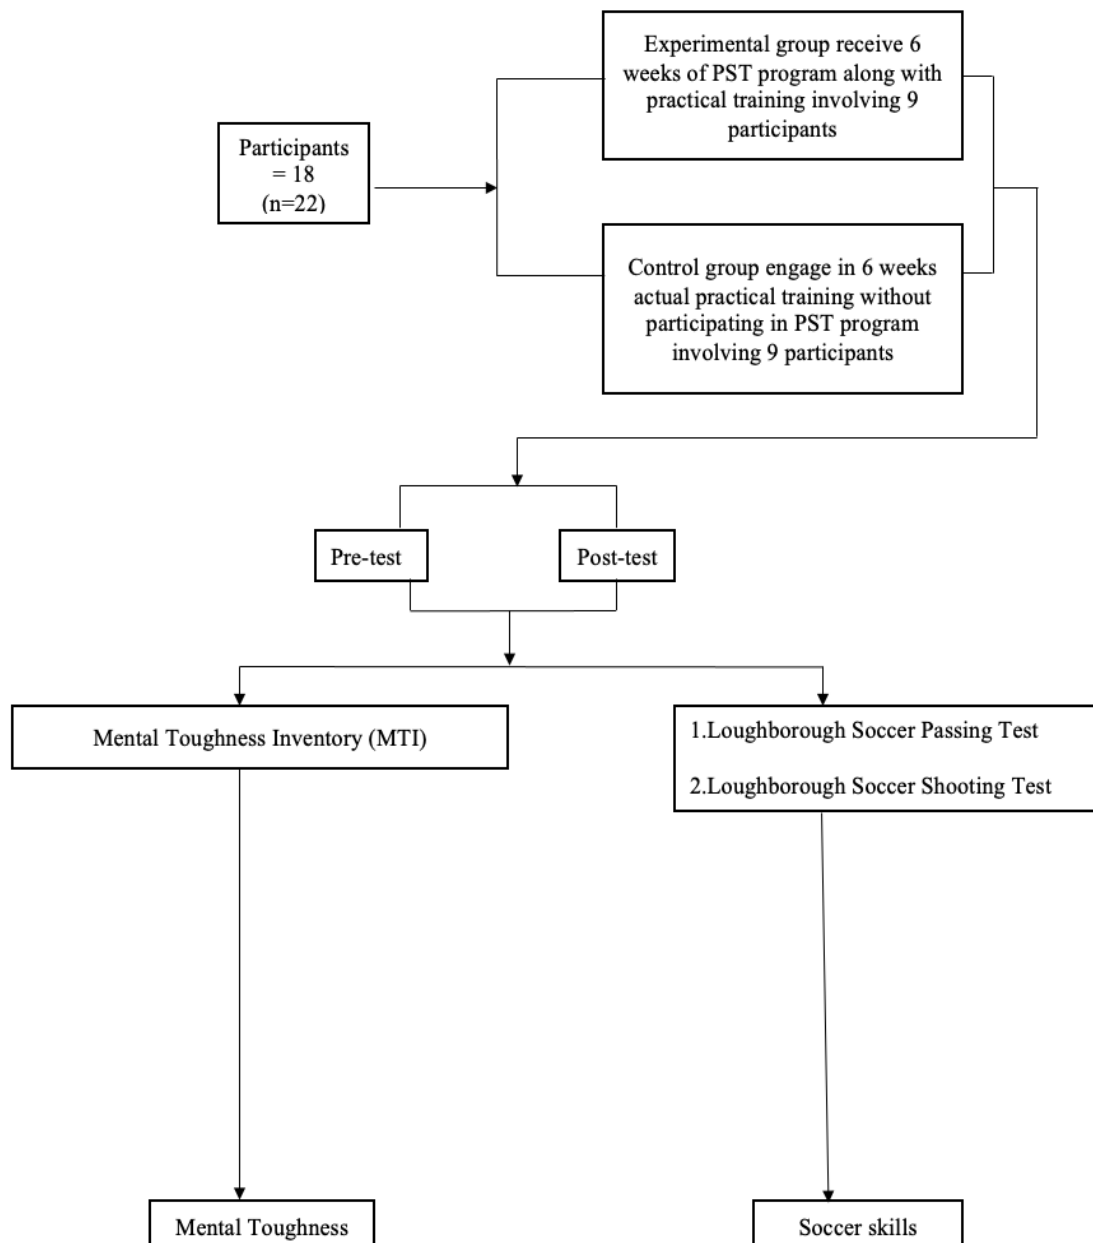 Experimental group receive 6
weeks of PST program along with
practical training involving 9
participants
Participants
= 18
(n=22)
Control group engage in 6 weeks
actual practical training without
participating in PST program
involving 9 participants
Pre-test
Post-test
Mental Toughness Inventory (MTI)
1.Loughborough Soccer Passing Test
2.Loughborough Soccer Shooting Test
Mental Toughness
Soccer skills